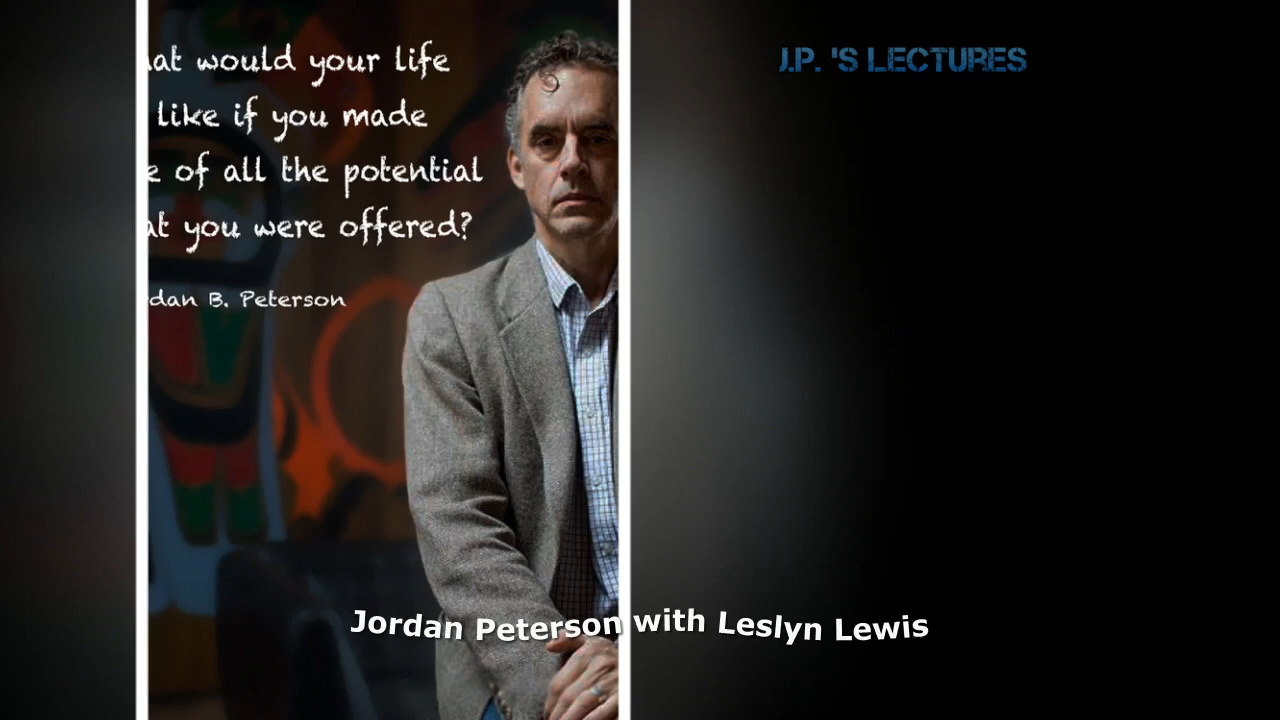 at would your life
like if you made
e of all the potential
at you were offered?
dan B. Peterson
J.P. 'S LECTURES
Jordan Peterson with Leslyn Lewis